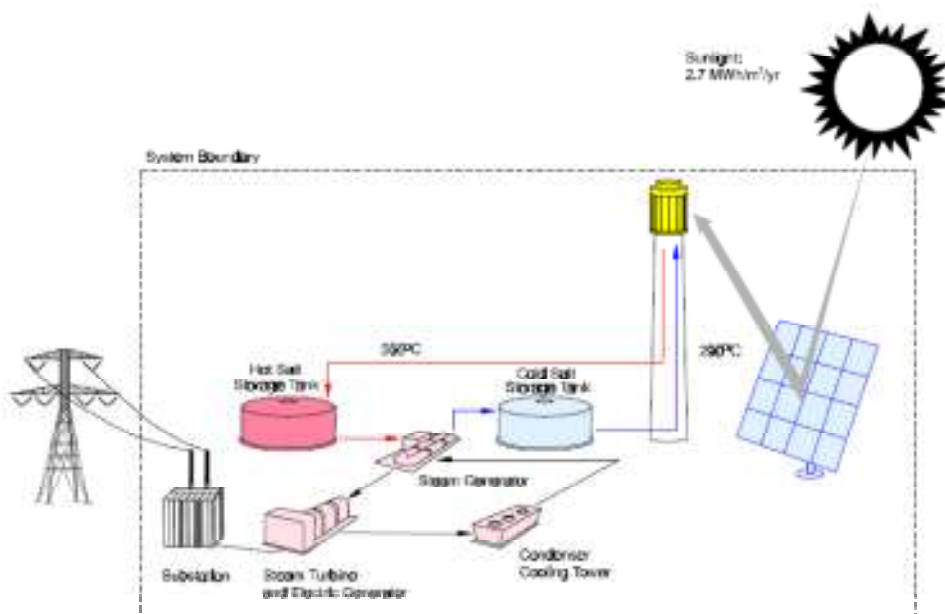 Sunlight:
2.7 MWh/m²/yr
System Boundary
Hot Salt
Storage Tank
Cold Salt
Storage Tank
290ºC
Steam Generator
Substation
Steam Turbine
and Electric Generator
Condenser
Cooling Tower